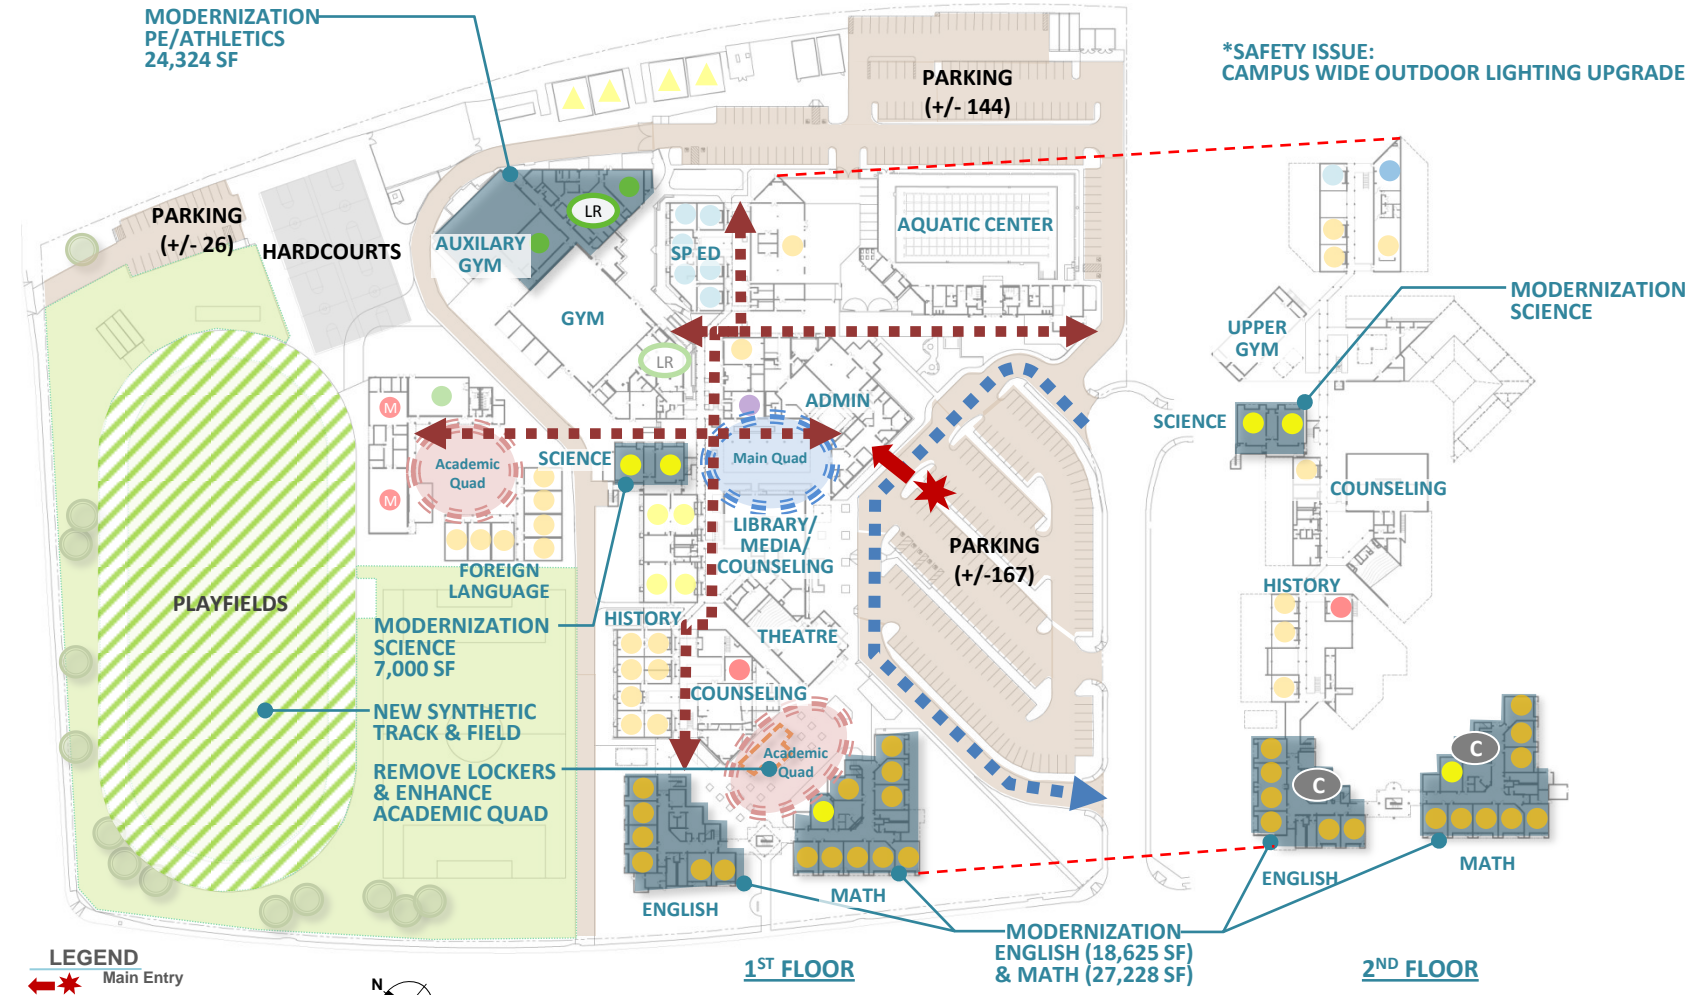 MODERNIZATION
PE/ATHLETICS
24,324 SF
*SAFETY ISSUE:
CAMPUS WIDE OUTDOOR LIGHTING UPGRADE
PARKING
(+/- 144)
PARKING
(+/- 26)
HARDCOURTS
AUXILARY
GYM
LR
SP ED
AQUATIC CENTER
GYM
LR
UPPER
GYM
MODERNIZATION
SCIENCE
M
ADMIN
SCIENCE
Academic
Quad
SCIENCE
Main Quad
M
COUNSELING
LIBRARY/
MEDIA/
COUNSELING
PARKING
(+/-167)
FOREIGN
LANGUAGE
HISTORY
PLAYFIELDS
MODERNIZATION
SCIENCE
7,000 SF
HISTORY
THEATRE
COUNSELING
NEW SYNTHETIC
TRACK & FIELD
Academic
Quad
REMOVE LOCKERS
& ENHANCE
ACADEMIC QUAD
C
C
ENGLISH
MATH
ENGLISH
MATH
MODERNIZATION
ENGLISH (18,625 SF)
& MATH (27,228 SF)
1ST FLOOR
2ND FLOOR
LEGEND
Main Entry
N